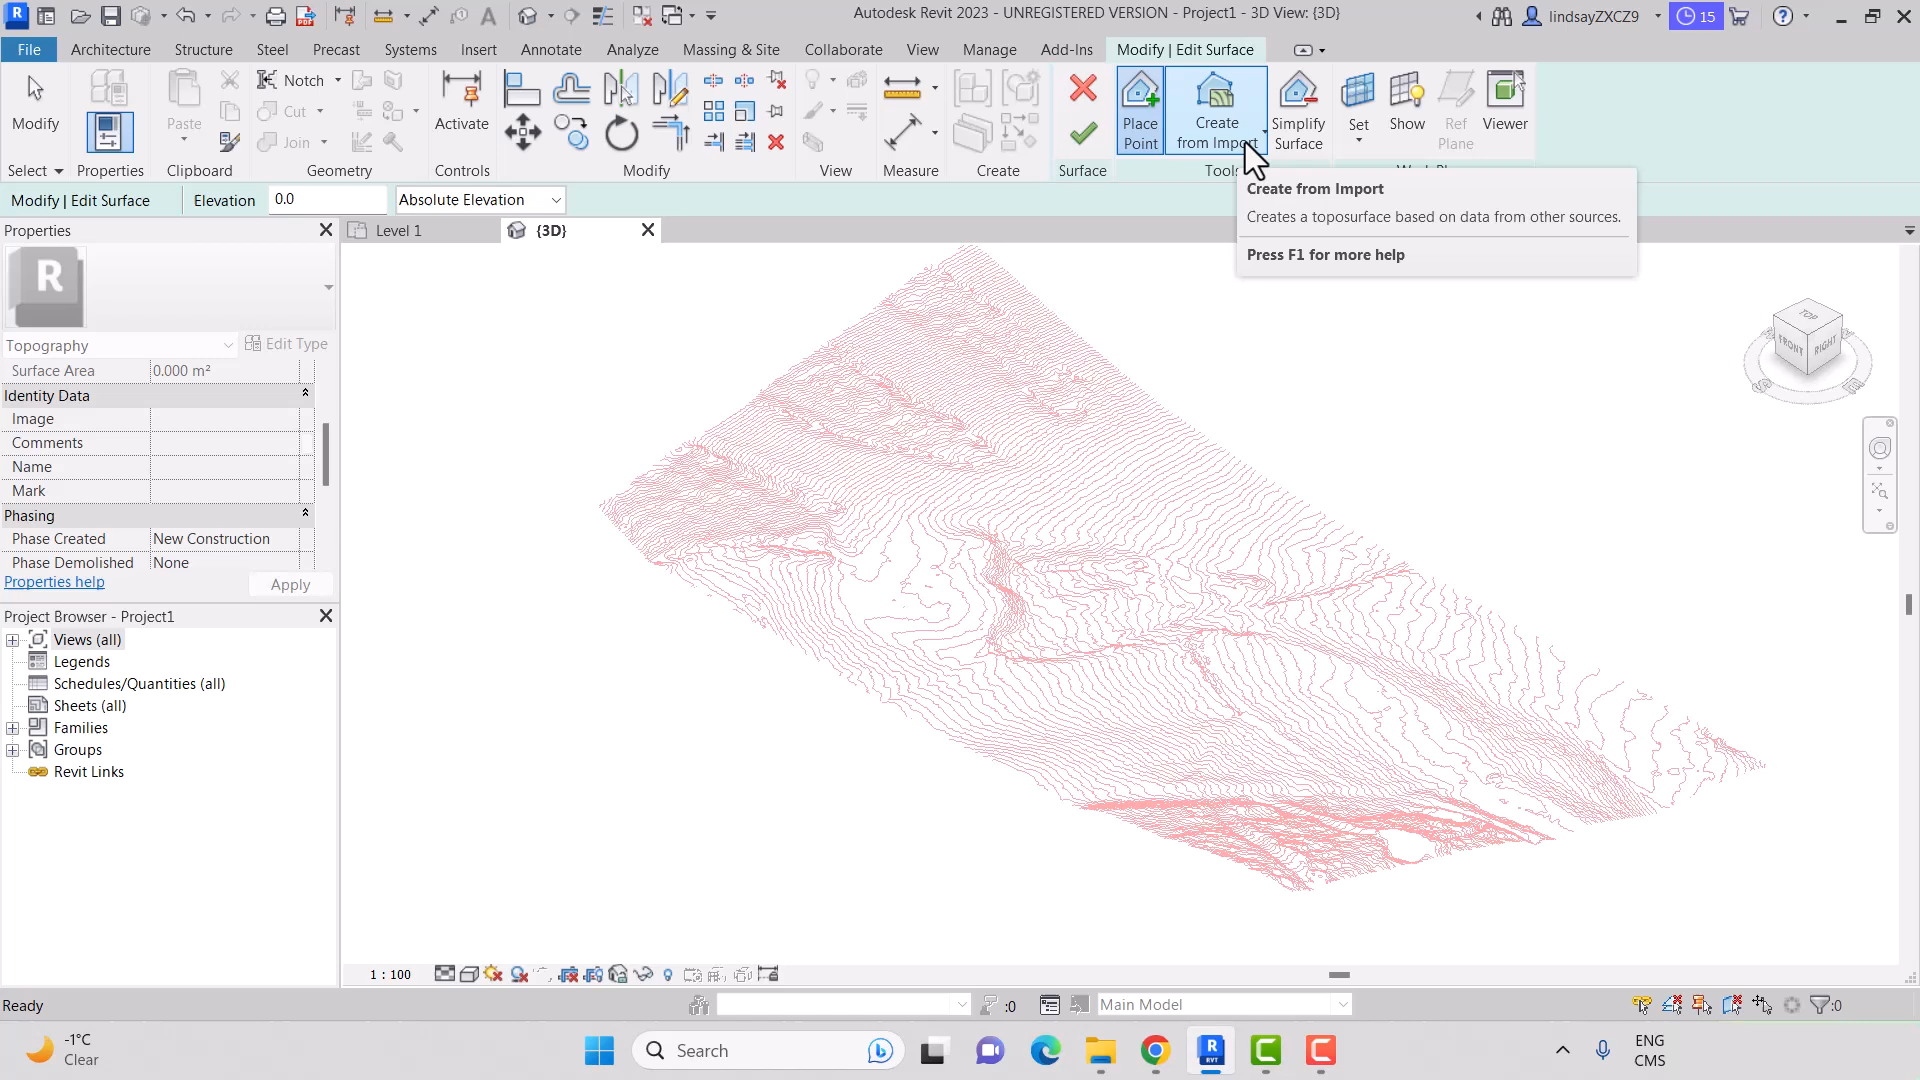 Autodesk Revit 2023 - UNREGISTERED VERSION - Project1 - 3D View: {3D}
lindsayZXCZ9
15
File
Architecture
Structure
Steel
Precast
Systems
Insert
Annotate
Analyze
Massing & Site
Collaborate
View
Manage
Add-Ins
Modify | Edit Surface
Modify
Paste
Notch
Cut
Join
Activate
Place
Point
Create
from Import
Simplify
Surface
Set
Show
Ref
Plane
Viewer
Select
Properties
Clipboard
Geometry
Controls
Modify
View
Measure
Create
Surface
Tools
Modify | Edit Surface
Elevation
0.0
Absolute Elevation
Create from Import
Creates a toposurface based on data from other sources.
Press F1 for more help
Properties
Level 1
{3D}
R
Topography
Edit Type
Surface Area
0.000 m²
Identity Data
Image
Comments
Name
Mark
Phasing
Phase Created
New Construction
Phase Demolished
None
Properties help
Apply
TOP
FRONT
RIGHT
Project Browser - Project1
Views (all)
Legends
Schedules/Quantities (all)
Sheets (all)
Families
Groups
Revit Links
1 : 100
Ready
:0
Main Model
:0
-1°C
Clear
Search
ENG
CMS